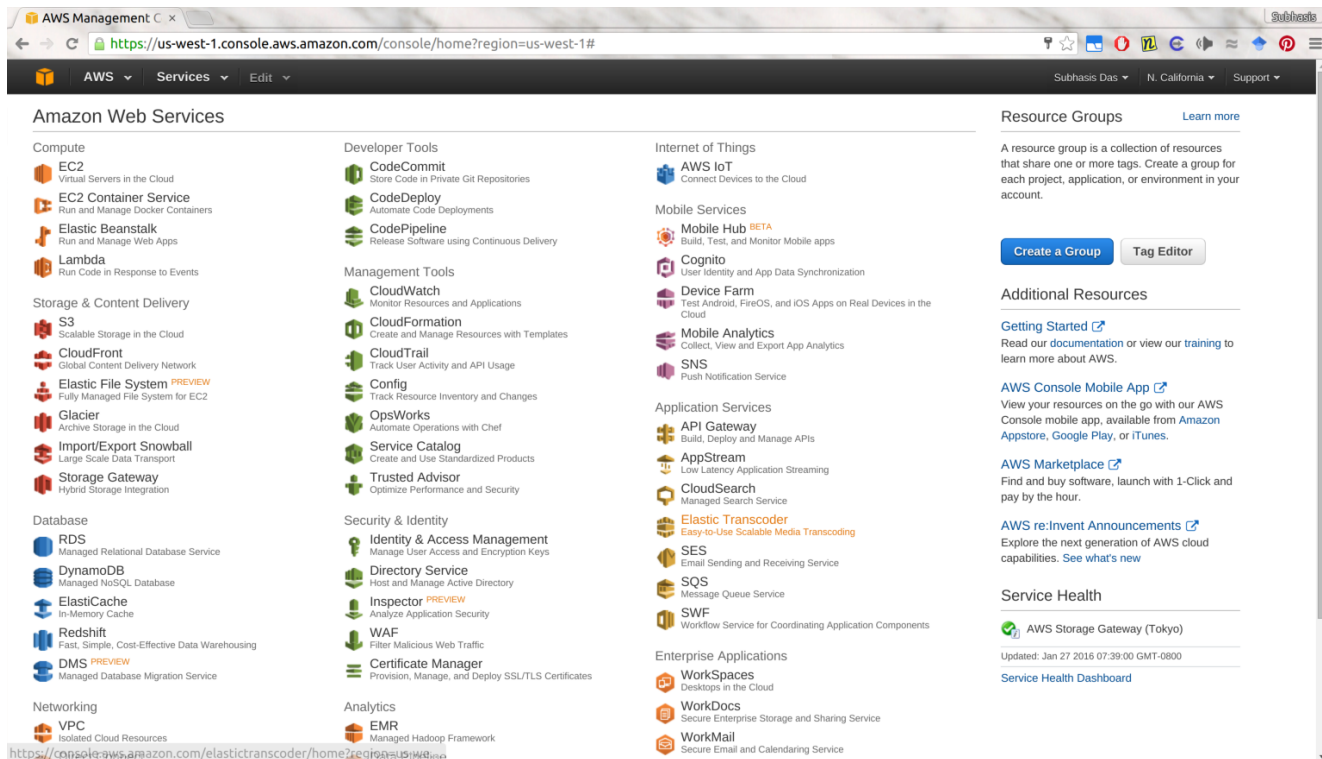 AWS Management C ×
Subhasis
https://us-west-1.console.aws.amazon.com/console/home?region=us-west-1#
AWS Services Edit Subhasis Das N. California Support
Amazon Web Services
Compute
EC2
Virtual Servers in the Cloud
EC2 Container Service
Run and Manage Docker Containers
Elastic Beanstalk
Run and Manage Web Apps
Lambda
Run Code in Response to Events
Storage & Content Delivery
S3
Scalable Storage in the Cloud
CloudFront
Global Content Delivery Network
Elastic File System PREVIEW
Fully Managed File System for EC2
Glacier
Archive Storage in the Cloud
Import/Export Snowball
Large Scale Data Transport
Storage Gateway
Hybrid Storage Integration
Database
RDS
Managed Relational Database Service
DynamoDB
Managed NoSQL Database
ElastiCache
In-Memory Cache
Redshift
Fast, Simple, Cost-Effective Data Warehousing
DMS PREVIEW
Managed Database Migration Service
Networking
VPC
Isolated Cloud Resources
Developer Tools
CodeCommit
Store Code in Private Git Repositories
CodeDeploy
Automate Code Deployments
CodePipeline
Release Software using Continuous Delivery
Management Tools
CloudWatch
Monitor Resources and Applications
CloudFormation
Create and Manage Resources with Templates
CloudTrail
Track User Activity and API Usage
Config
Track Resource Inventory and Changes
OpsWorks
Automate Operations with Chef
Service Catalog
Create and Use Standardized Products
Trusted Advisor
Optimize Performance and Security
Security & Identity
Identity & Access Management
Manage User Access and Encryption Keys
Directory Service
Host and Manage Active Directory
Inspector PREVIEW
Analyze Application Security
WAF
Filter Malicious Web Traffic
Certificate Manager
Provision, Manage, and Deploy SSL/TLS Certificates
Analytics
EMR
Managed Hadoop Framework
Internet of Things
AWS IoT
Connect Devices to the Cloud
Mobile Services
Mobile Hub BETA
Build, Test, and Monitor Mobile apps
Cognito
User Identity and App Data Synchronization
Device Farm
Test Android, FireOS, and iOS Apps on Real Devices in the
Cloud
Mobile Analytics
Collect, View and Export App Analytics
SNS
Push Notification Service
Application Services
API Gateway
Build, Deploy and Manage APIs
AppStream
Low Latency Application Streaming
CloudSearch
Managed Search Service
Elastic Transcoder
Easy-to-Use Scalable Media Transcoding
SES
Email Sending and Receiving Service
SQS
Message Queue Service
SWF
Workflow Service for Coordinating Application Components
Enterprise Applications
WorkSpaces
Desktops in the Cloud
WorkDocs
Secure Enterprise Storage and Sharing Service
WorkMail
Secure Email and Calendaring Service
Resource Groups Learn more
A resource group is a collection of resources
that share one or more tags. Create a group for
each project, application, or environment in your
account.
Create a Group Tag Editor
Additional Resources
Getting Started
Read our documentation or view our training to
learn more about AWS.
AWS Console Mobile App
View your resources on the go with our AWS
Console mobile app, available from Amazon
Appstore, Google Play, or iTunes.
AWS Marketplace
Find and buy software, launch with 1-Click and
pay by the hour.
AWS re:Invent Announcements
Explore the next generation of AWS cloud
capabilities. See what's new
Service Health
AWS Storage Gateway (Tokyo)
Updated: Jan 27 2016 07:39:00 GMT-0800
Service Health Dashboard
https://console.aws.amazon.com/elastictranscoder/home?region=us-we...